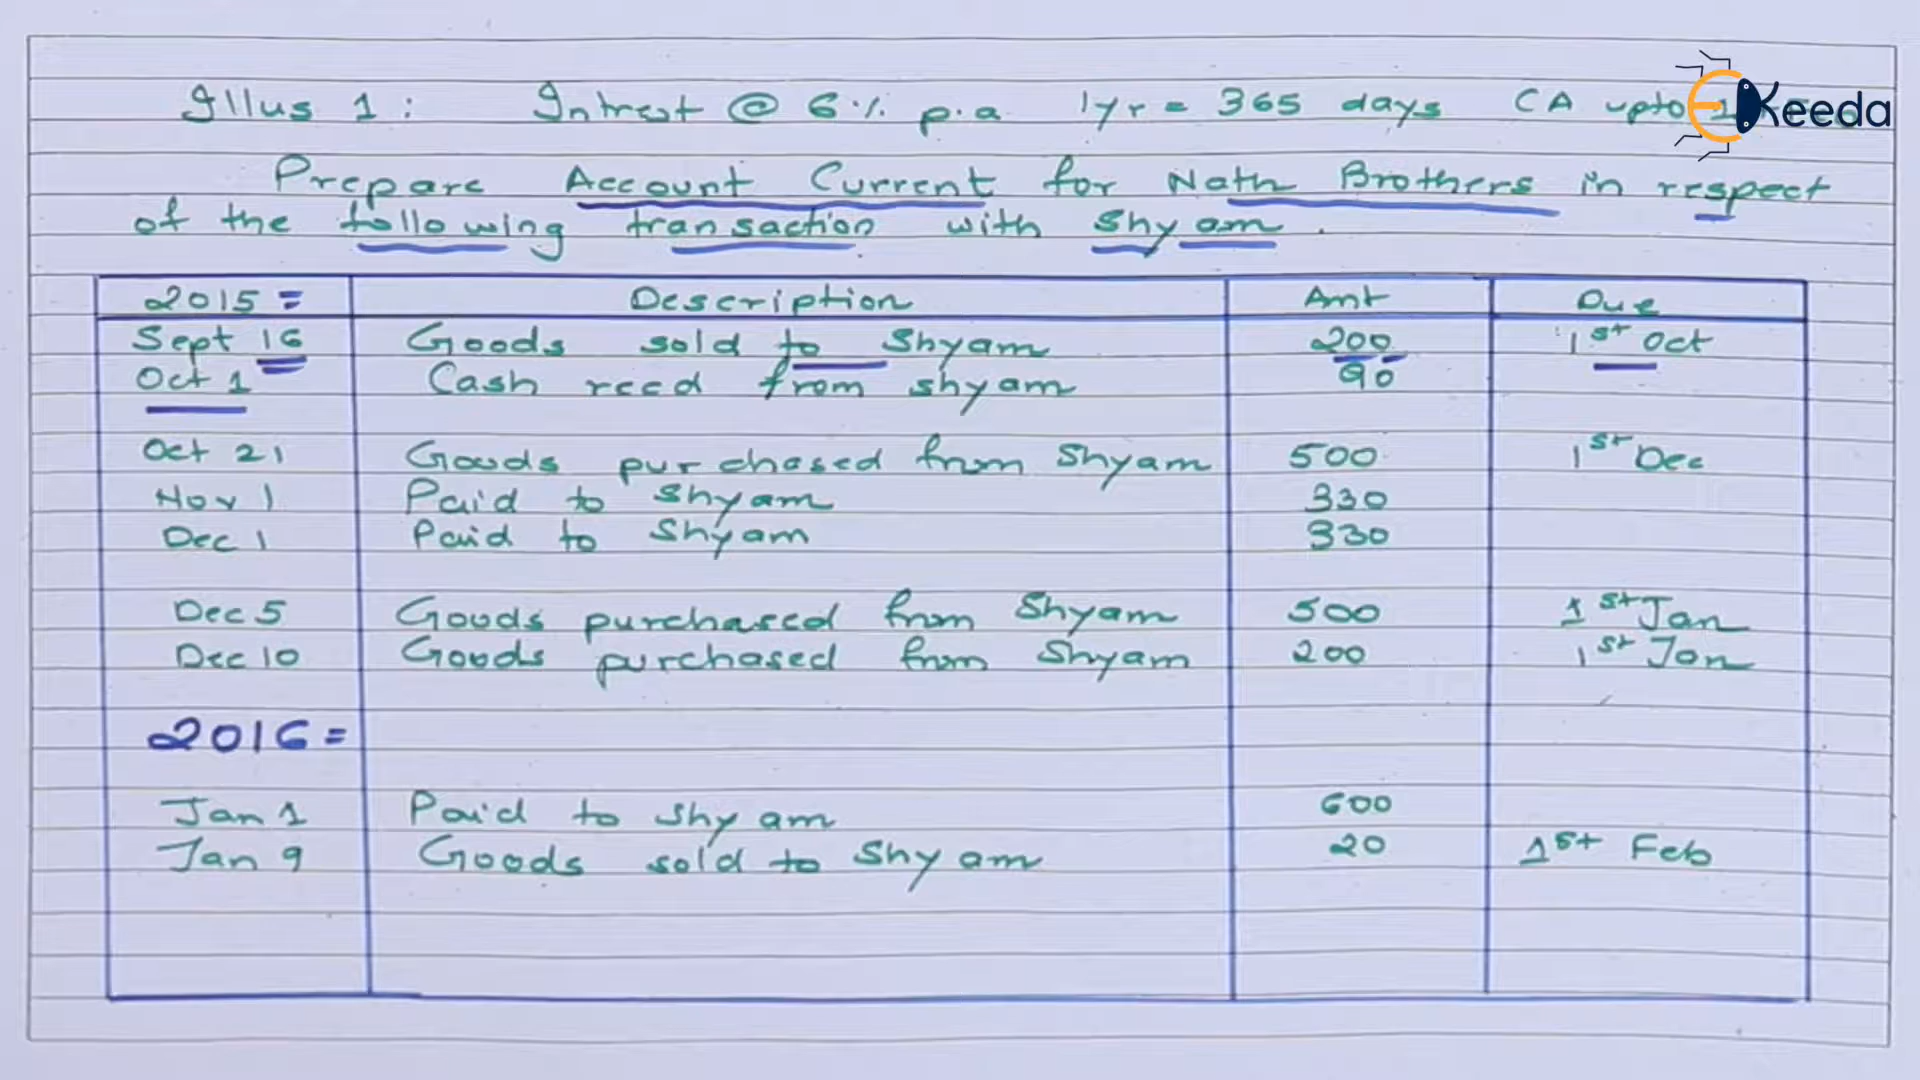 Illus 1: Intrest @ 6% p.a 1yr = 365 days CA upto
EKeeda
Prepare Account Current for Nath Brothers in respect
of the following transaction with Shyam.
2015 = Description Amt Due
Sept 16 Goods sold to Shyam 200 1st Oct
Oct 1 Cash recd from shyam 90
Oct 21 Goods purchased from Shyam 500 1st Dec
Nov 1 Paid to Shyam 330
Dec 1 Paid to Shyam 330
Dec 5 Goods purchased from Shyam 500 1st Jan
Dec 10 Goods purchased from Shyam 200 1st Jan
2016 =
Jan 1 Paid to shyam 600
Jan 9 Goods sold to Shyam 20 1st Feb